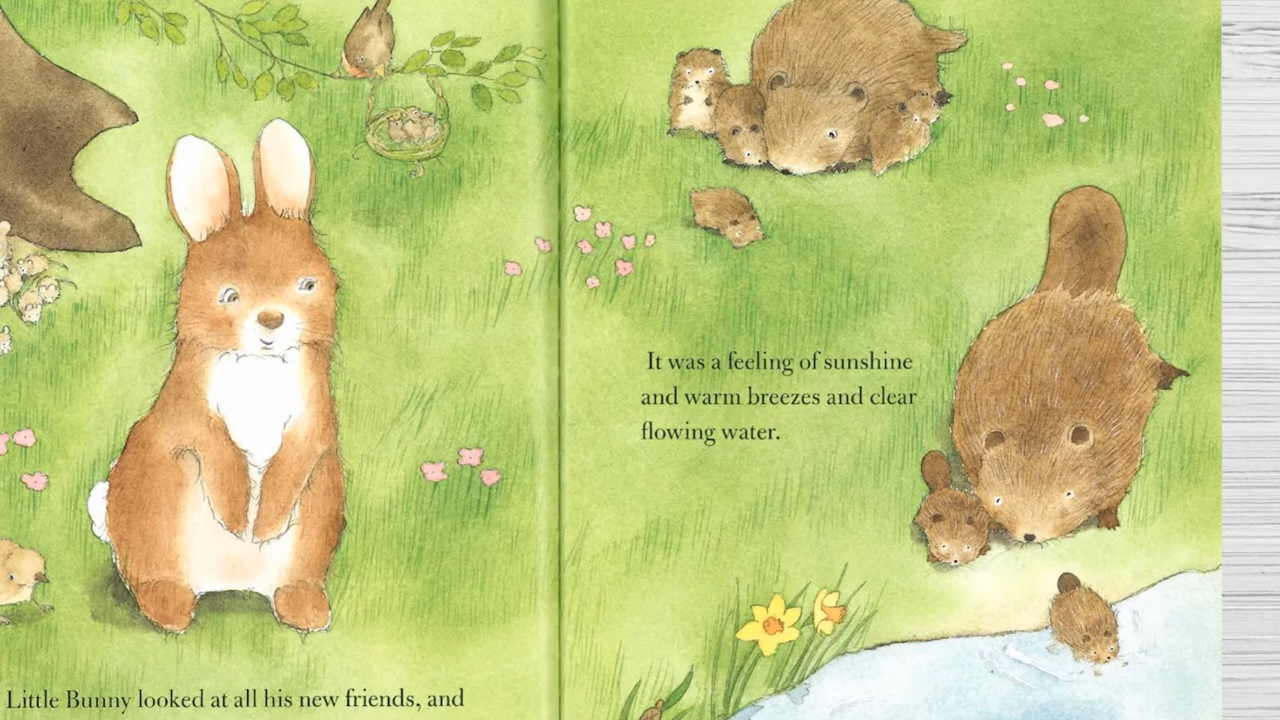 Little Bunny looked at all his new friends, and
It was a feeling of sunshine
and warm breezes and clear
flowing water.